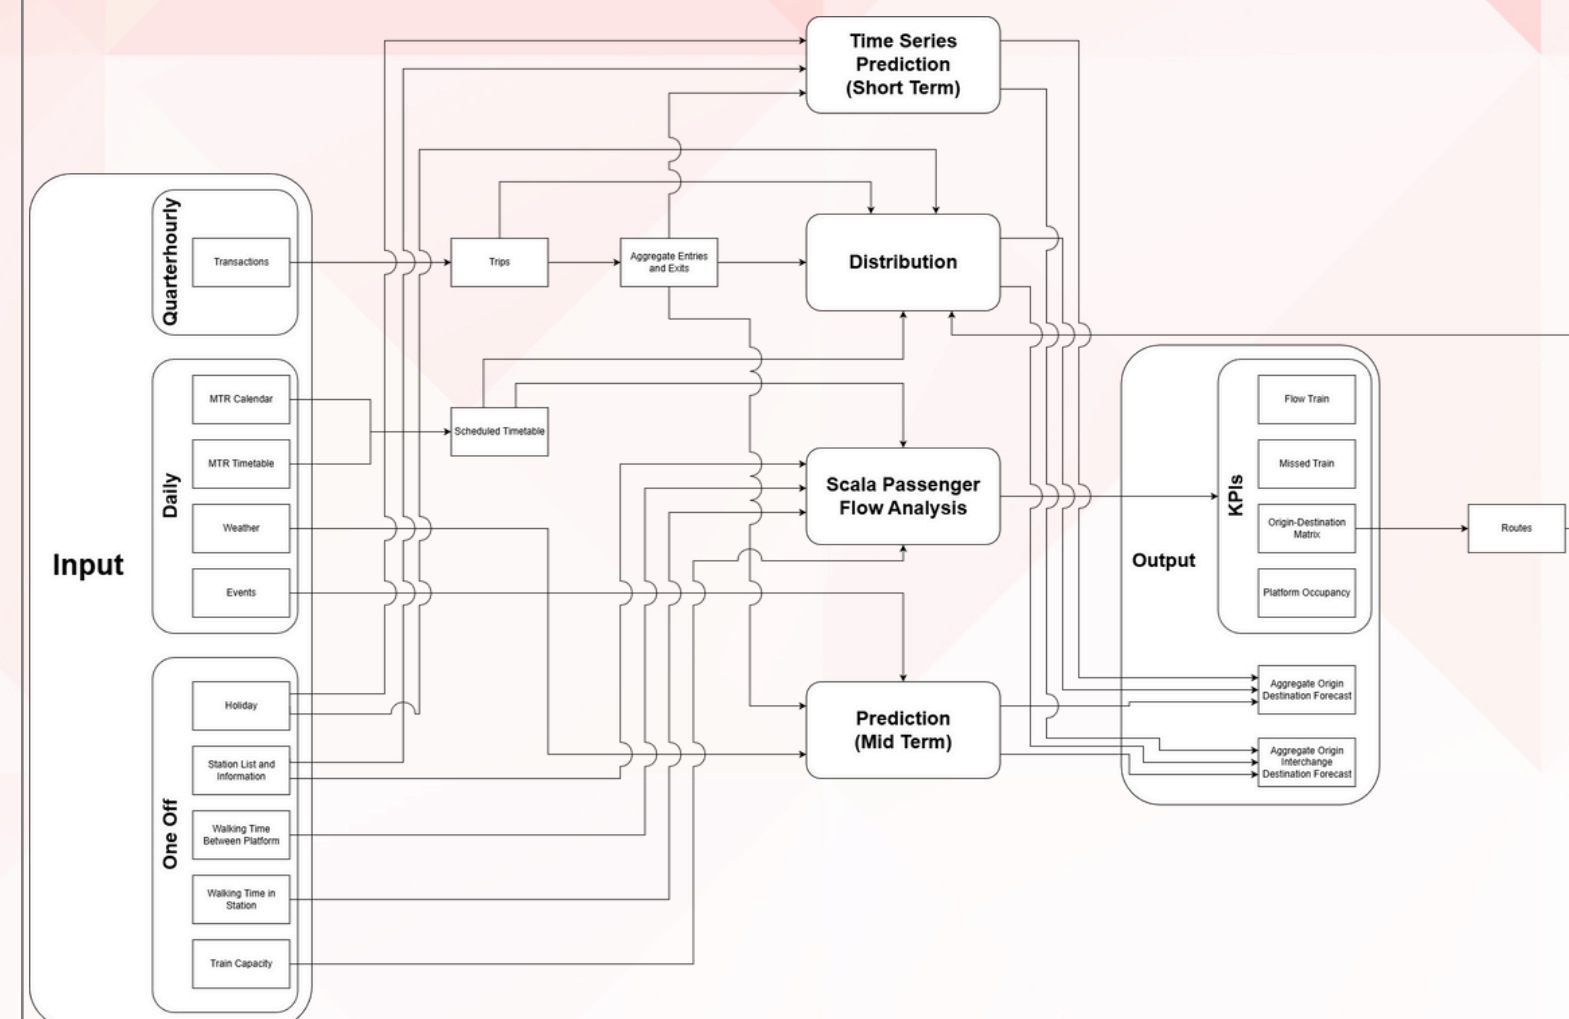 Input
Quarterhourly
Transactions
Daily
MTR Calendar
MTR Timetable
Weather
Events
One Off
Holiday
Station List and
Information
Walking Time
Between Platform
Walking Time in
Station
Train Capacity
Trips
Aggregate Entries
and Exits
Scheduled Timetable
Time Series
Prediction
(Short Term)
Distribution
Scala Passenger
Flow Analysis
Prediction
(Mid Term)
Output
KPIs
Flow Train
Missed Train
Origin-Destination
Matrix
Platform Occupancy
Aggregate Origin
Destination Forecast
Aggregate Origin
Interchange
Destination Forecast
Routes